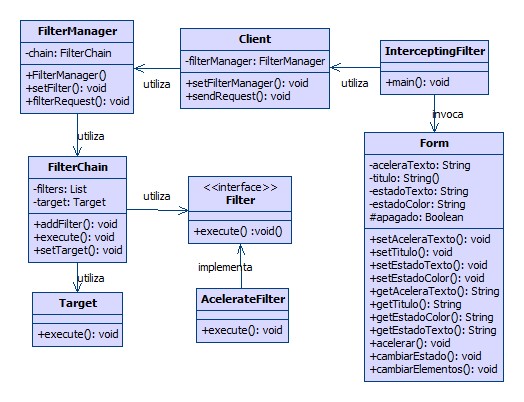 FilterManager
-chain: FilterChain
+FilterManager()
+setFilter(): void
+filterRequest(): void
utiliza
Client
-filterManager: FilterManager
+setFilterManager(): void
+sendRequest(): void
utiliza
InterceptingFilter
+main(): void
invoca
utiliza
FilterChain
-filters: List
-target: Target
+addFilter(): void
+execute(): void
+setTarget(): void
utiliza
<<interface>>
Filter
+execute() :void()
implementa
AcelerateFilter
+execute(): void
utiliza
Target
+execute(): void
Form
-aceleraTexto: String
-titulo: String()
-estadoTexto: String
-estadoColor: String
#apagado: Boolean
+setAceleraTexto(): void
+setTitulo(): void
+setEstadoTexto(): void
+setEstadoColor(): void
+getAceleraTexto(): String
+getTitulo(): String
+getEstadoColor(): String
+getEstadoTexto(): String
+acelerar(): void
+cambiarEstado(): void
+cambiarElementos(): void